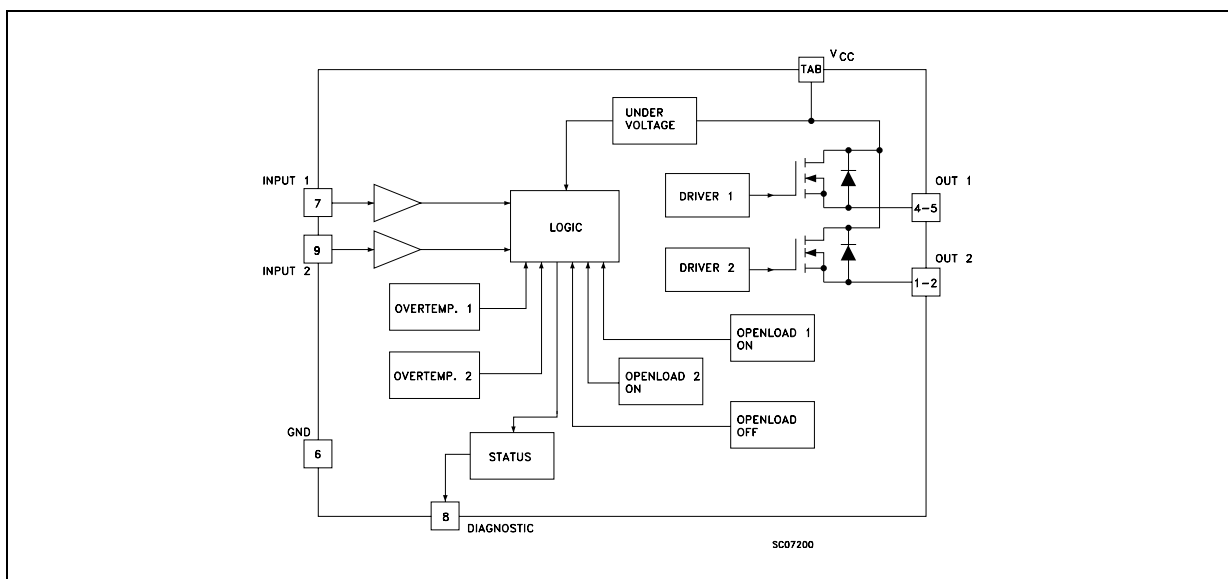 V CC
TAB
UNDER
VOLTAGE
INPUT 1
7
DRIVER 1
OUT 1
4-5
LOGIC
9
INPUT 2
DRIVER 2
OUT 2
1-2
OVERTEMP. 1
OPENLOAD 1
ON
OVERTEMP. 2
OPENLOAD 2
ON
OPENLOAD
OFF
GND
6
STATUS
8
DIAGNOSTIC
SC07200